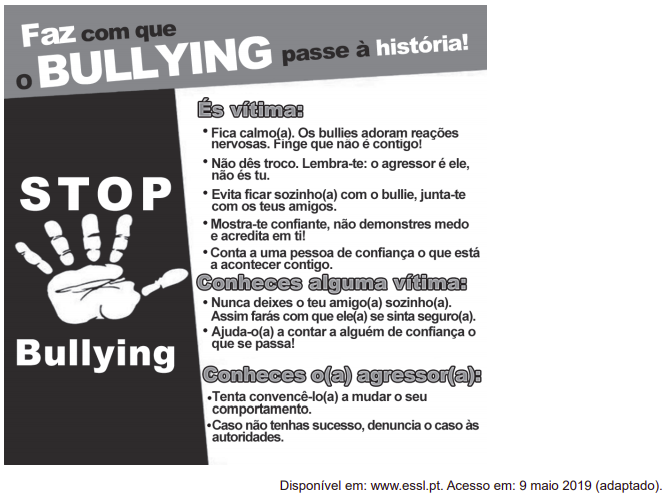 Faz com que
o BULLYING passe à história!
És vítima:
• Fica calmo(a). Os bullies adoram reações
nervosas. Finge que não é contigo!
• Não dês troco. Lembra-te: o agressor é ele,
não és tu.
• Evita ficar sozinho(a) com o bullie, junta-te
com os teus amigos.
• Mostra-te confiante, não demonstres medo
e acredita em ti!
• Conta a uma pessoa de confiança o que está
a acontecer contigo.
STOP
Bullying
Conheces alguma vítima:
• Nunca deixes o teu amigo(a) sozinho(a).
Assim farás com que ele(a) se sinta seguro(a).
• Ajuda-o(a) a contar a alguém de confiança o
que se passa!
Conheces o(a) agressor(a):
•Tenta convencê-lo(a) a mudar o seu
comportamento.
•Caso não tenhas sucesso, denuncia o caso às
autoridades.
Disponível em: www.essl.pt. Acesso em: 9 maio 2019 (adaptado).